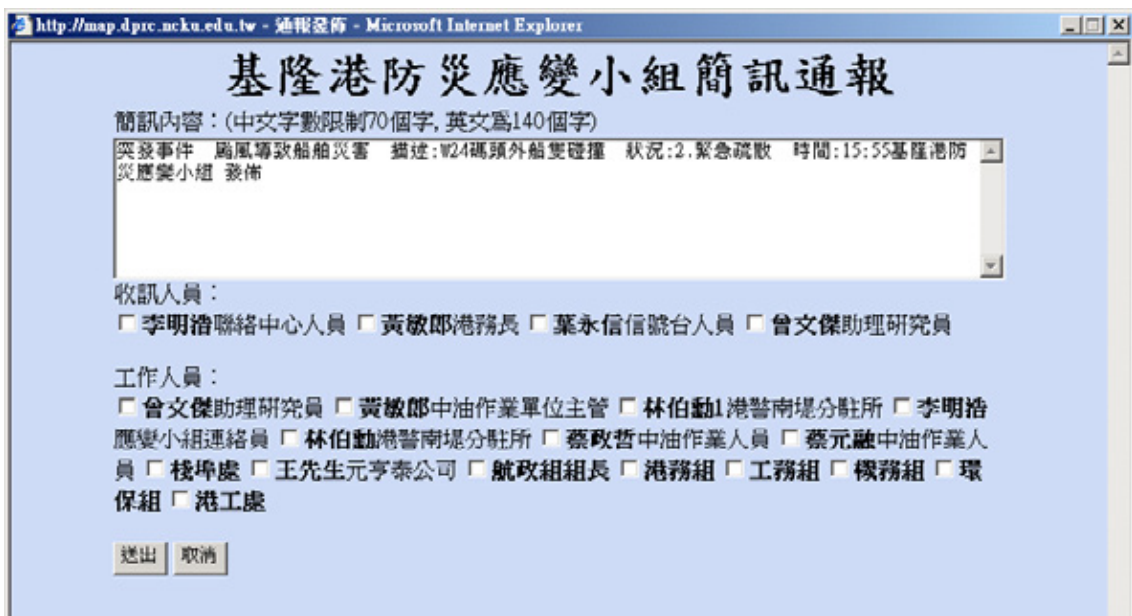 http://map.dprc.ncku.edu.tw - 通報發佈 - Microsoft Internet Explorer
基隆港防災應變小組簡訊通報
簡訊內容：(中文字數限制70個字, 英文為140個字)
突發事件 颱風導致船舶災害 描述:W24碼頭外船隻碰撞 狀況:2.緊急疏散 時間:15:55基隆港防
災應變小組 發佈
收訊人員：
李明浩聯絡中心人員 黃敏郎港務長 葉永信信號台人員 曾文傑助理研究員
工作人員：
曾文傑助理研究員 黃敏郎中油作業單位主管 林伯勳1港警南堤分駐所 李明浩
應變小組連絡員 林伯勳港警南堤分駐所 蔡政哲中油作業人員 蔡元融中油作業人
員 棧埠處 王先生元亨泰公司 航政組組長 港務組 工務組 機務組 環
保組 港工處
送出 取消